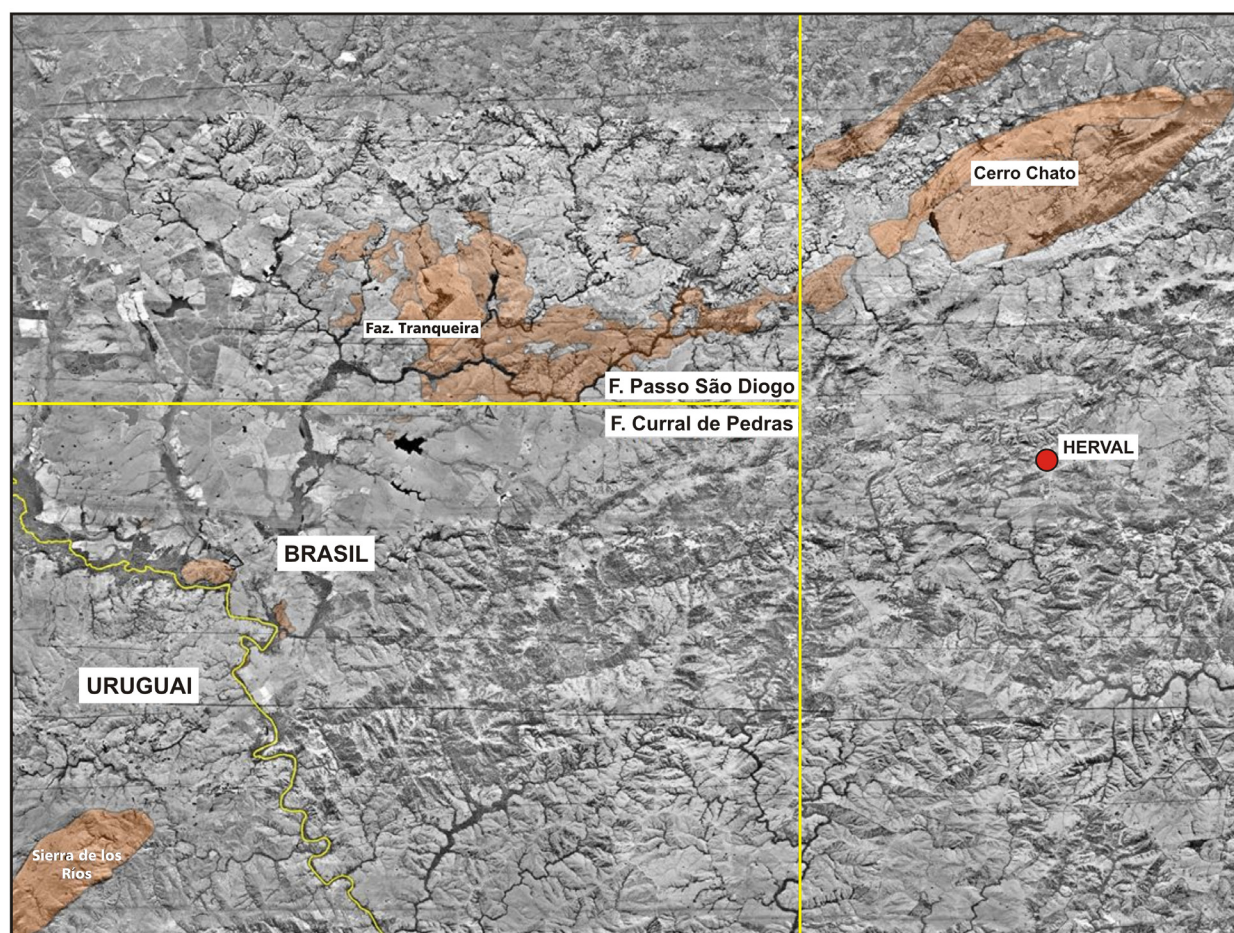 Cerro Chato
Faz. Tranqueira
F. Passo São Diogo
F. Curral de Pedras
HERVAL
BRASIL
URUGUAI
Sierra de los
Ríos